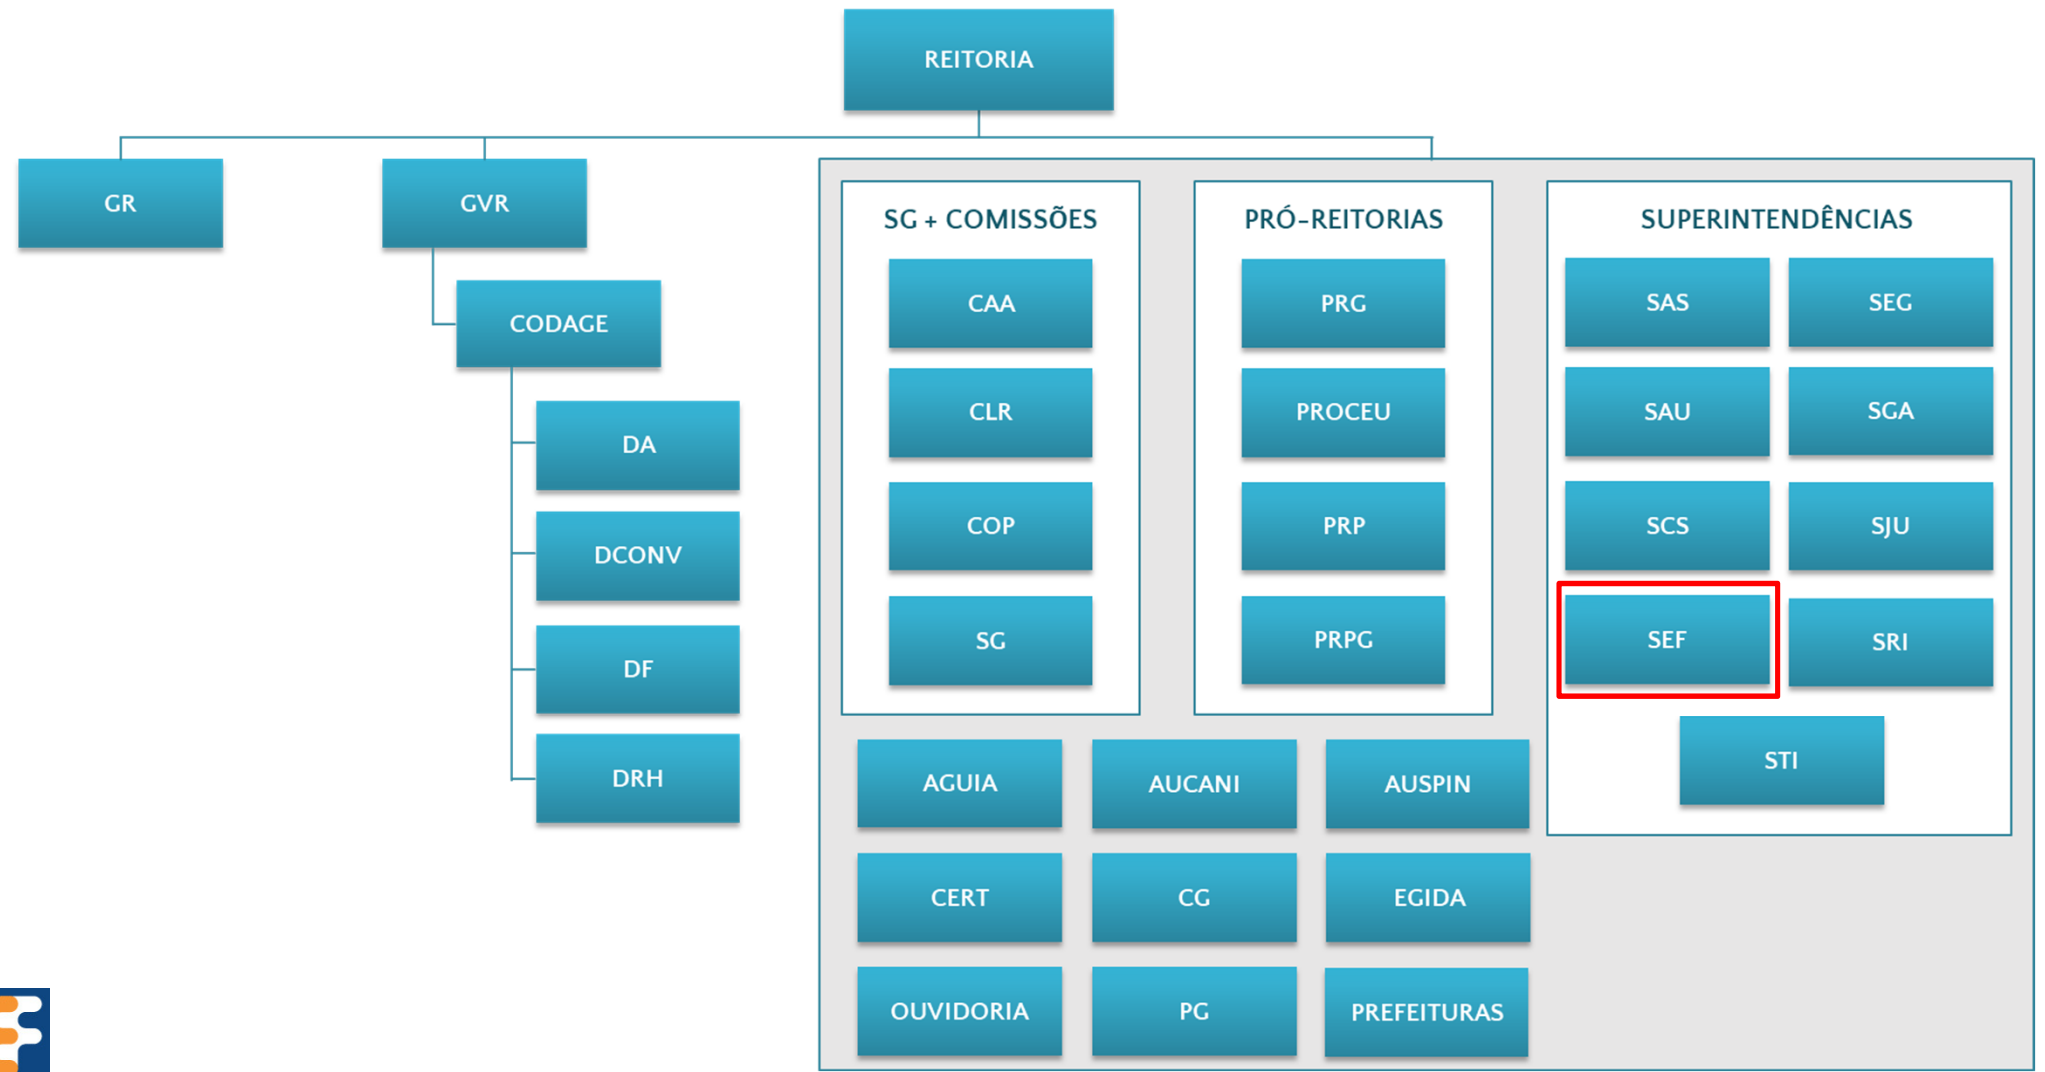 REITORIA
GR
GVR
CODAGE
DA
DCONV
DF
DRH
SG + COMISSÕES
CAA
CLR
COP
SG
PRÓ-REITORIAS
PRG
PROCEU
PRP
PRPG
SUPERINTENDÊNCIAS
SAS
SEG
SAU
SGA
SCS
SJU
SEF
SRI
STI
AGUIA
AUCANI
AUSPIN
CERT
CG
EGIDA
OUVIDORIA
PG
PREFEITURAS